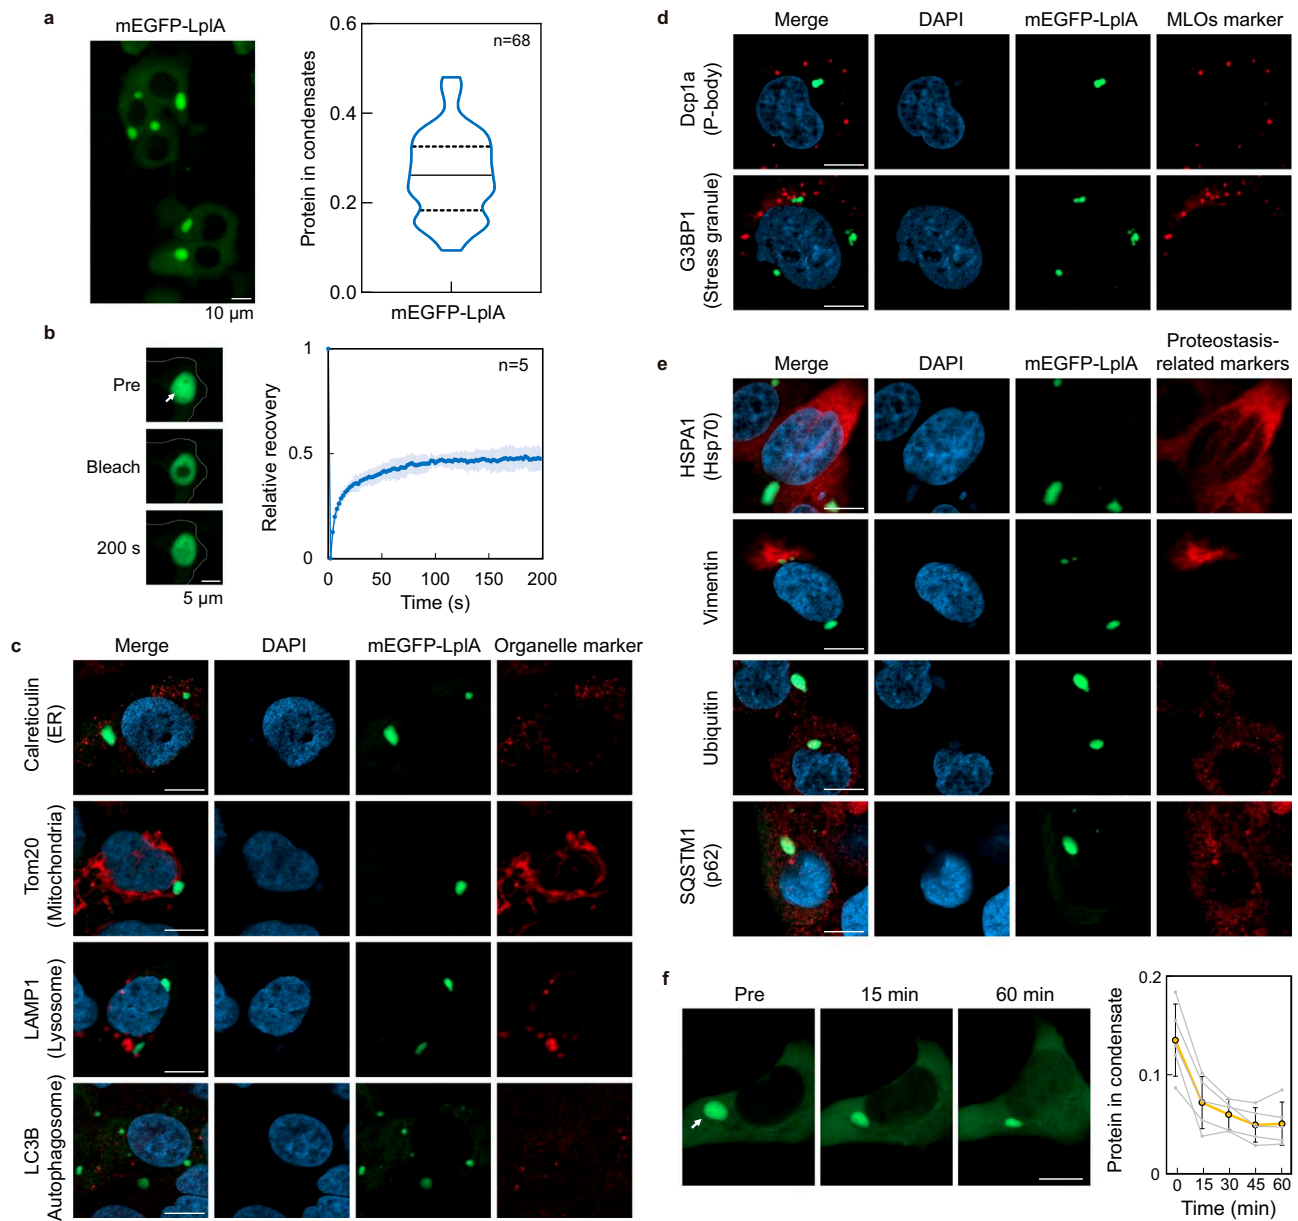 a
mEGFP-LplA
10 µm
Protein in condensates
0.6
0.4
0.2
0.0
n=68
mEGFP-LplA
b
Pre
Bleach
200 s
5 µm
Relative recovery
1
0.5
0
n=5
0 50 100 150 200
Time (s)
c
Merge DAPI mEGFP-LplA Organelle marker
Calreticulin
(ER)
Tom20
(Mitochondria)
LAMP1
(Lysosome)
LC3B
Autophagosome)
d
Merge DAPI mEGFP-LplA MLOs marker
Dcp1a
(P-body)
G3BP1
(Stress granule)
e
Merge DAPI mEGFP-LplA Proteostasis-
related markers
HSPA1
(Hsp70)
Vimentin
Ubiquitin
SQSTM1
(p62)
f
Pre 15 min 60 min
Protein in condensate
0.2
0.1
0
0 15 30 45 60
Time (min)